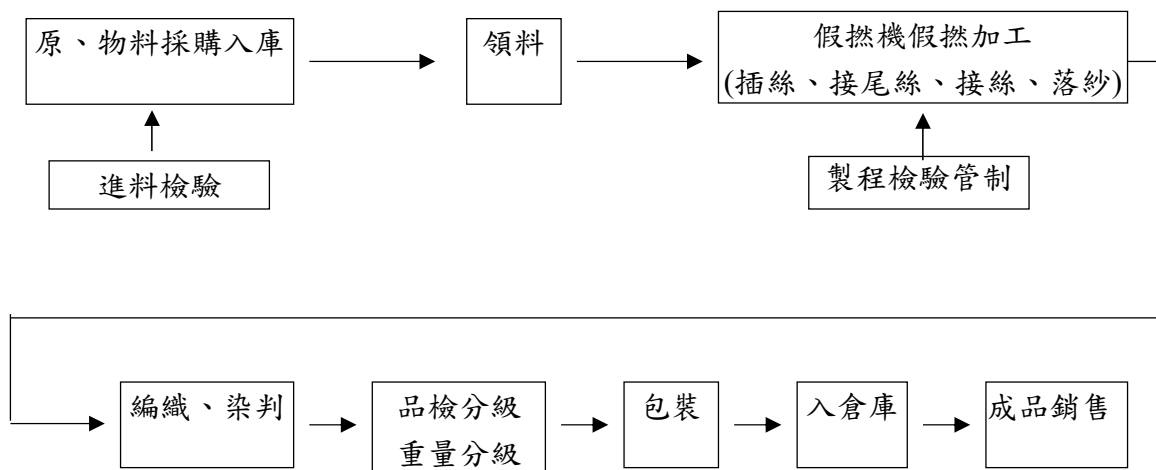 原、物料採購入庫
領料
假撚機假撚加工
(插絲、接尾絲、接絲、落紗)
進料檢驗
製程檢驗管制
編織、染判
品檢分級
重量分級
包裝
入倉庫
成品銷售